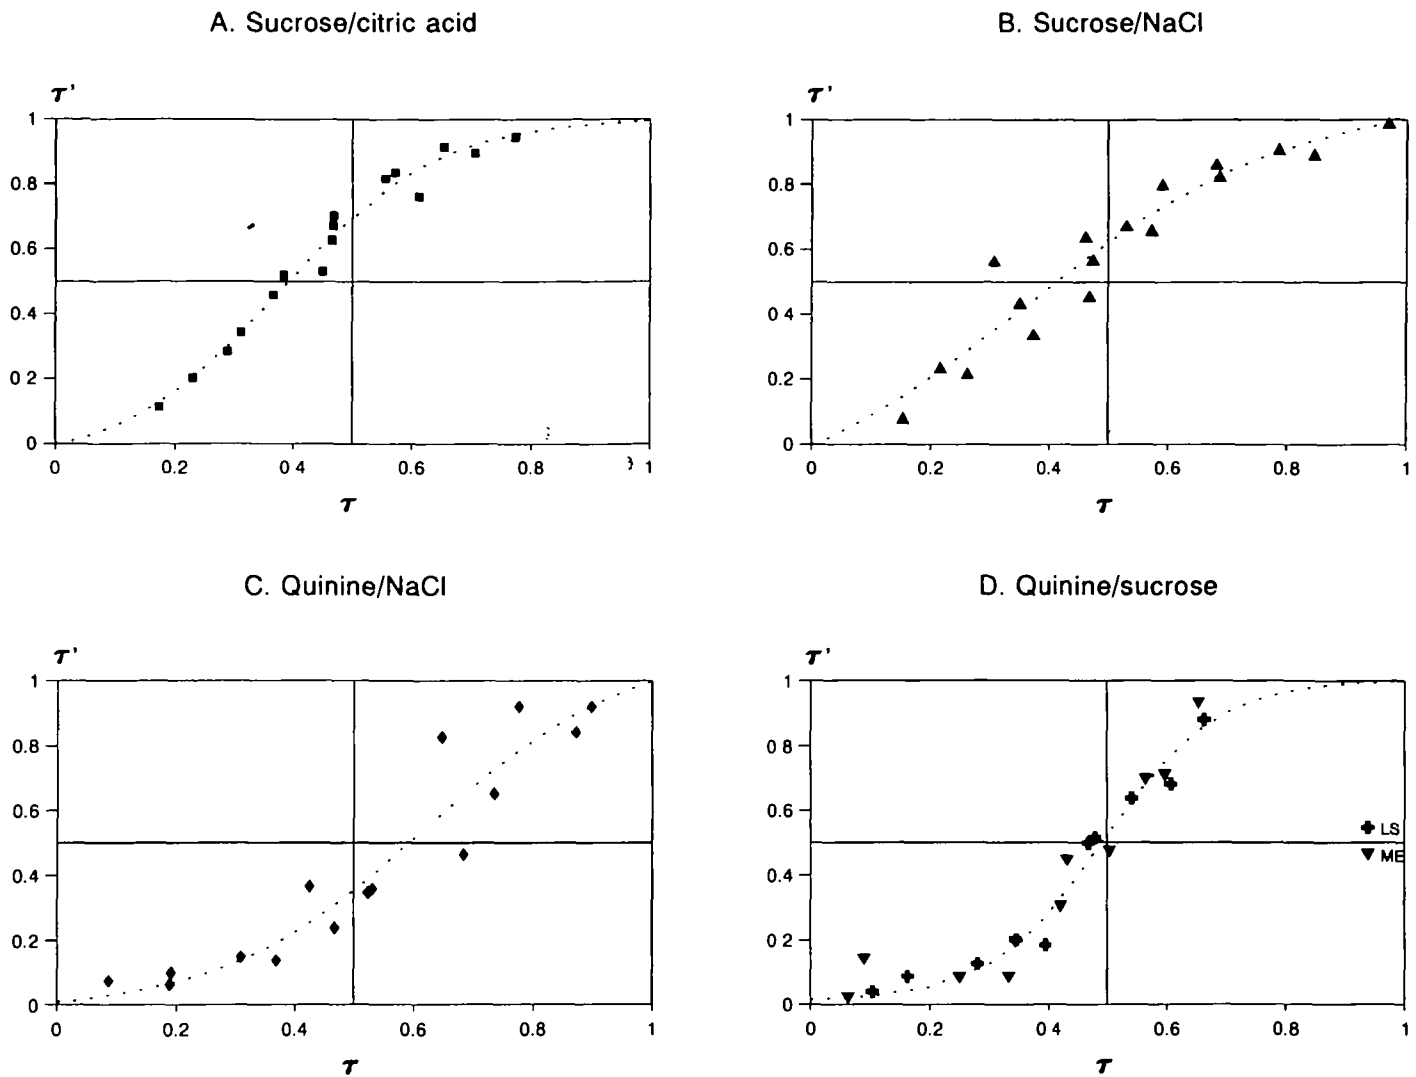 A. Sucrose/citric acid
τ'
1
0.8
0.6
0.4
0 2
0
0 0.2 0 4 0.6 0.8 1
τ
B. Sucrose/NaCl
τ'
1
0.8
0.6
0 4
0.2
0
0 0.2 0.4 0.6 0.8 1
τ
C. Quinine/NaCl
τ'
1
0.8
0.6
0.4
0.2
0
0 0.2 0.4 0.6 0.8 1
τ
D. Quinine/sucrose
τ'
1
0.8
0.6
0.4
0 2
0
0 0.2 0 4 0.6 0.8 1
τ
LS
ME